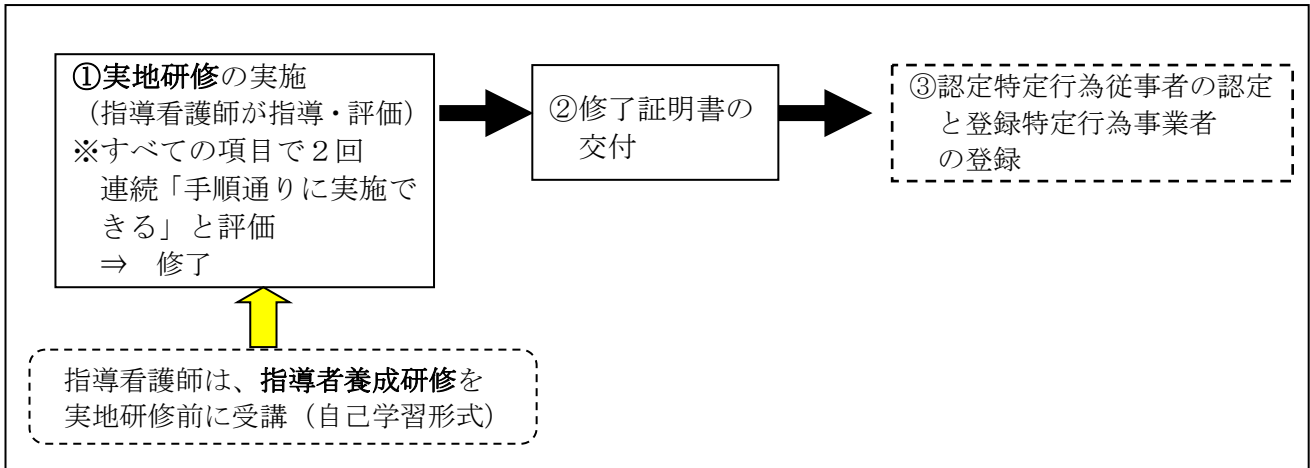 ①実地研修の実施
(指導看護師が指導・評価)
※すべての項目で２回
連続「手順通りに実施で
きる」と評価
⇒　修了
②修了証明書の
交付
③認定特定行為従事者の認定
と登録特定行為事業者
の登録
指導看護師は、指導者養成研修を
実地研修前に受講（自己学習形式）